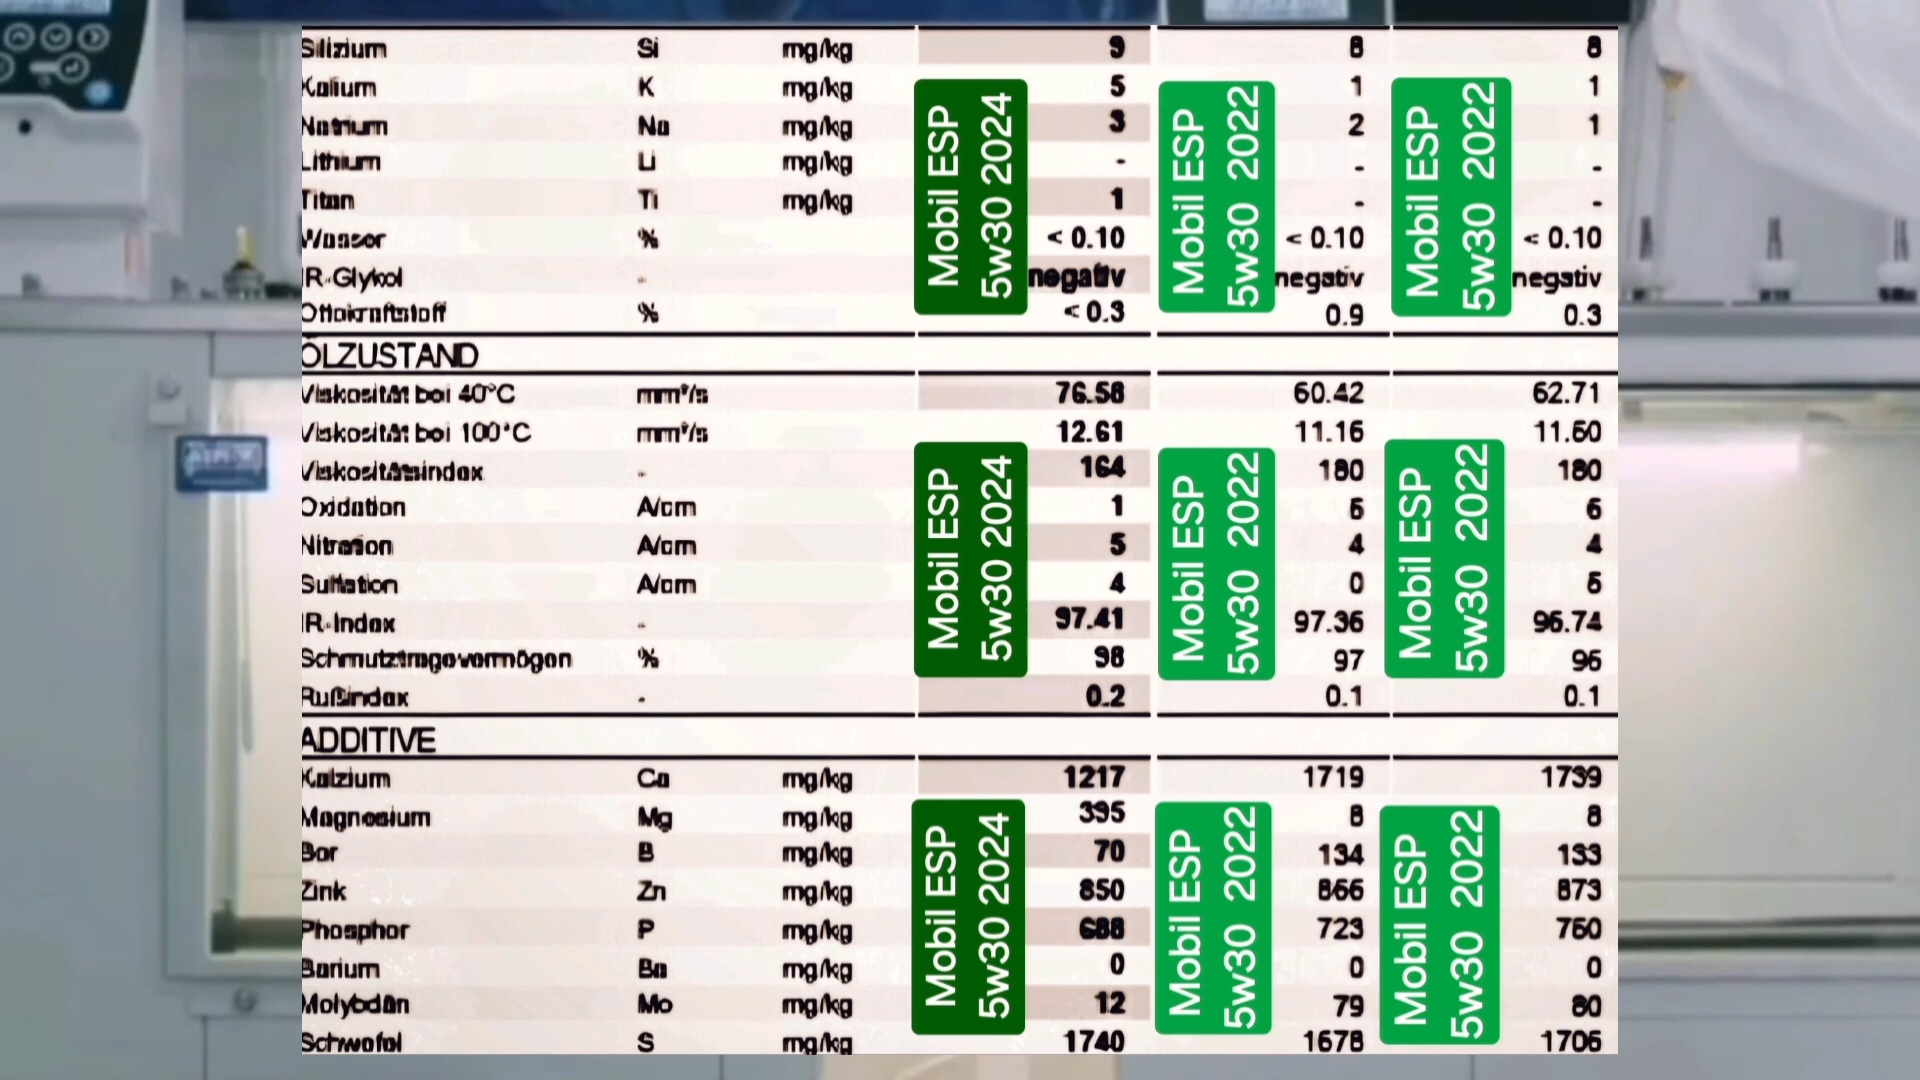 Silizium Si mg/kg 9 8 8
Kalium K mg/kg 5 1 1
Natrium Na mg/kg 3 2 1
Lithium Li mg/kg - - -
Titan Ti mg/kg 1 - -
Wasser % < 0.10 < 0.10 < 0.10
IR-Glykol - negativ negativ negativ
Ottokraftstoff % < 0.3 0.9 0.3
Mobil ESP
5w30 2024
Mobil ESP
5w30 2022
Mobil ESP
5w30 2022
ÖLZUSTAND
Viskosität bei 40°C mm²/s 76.58 60.42 62.71
Viskosität bei 100°C mm²/s 12.61 11.16 11.50
Viskositätsindex - 164 180 180
Oxidation A/cm 1 6 6
Nitration A/cm 5 4 4
Sulfation A/cm 4 0 5
IR-Index - 97.41 97.36 96.74
Schmutztragevermögen % 98 97 96
Rußindex - 0.2 0.1 0.1
Mobil ESP
5w30 2024
Mobil ESP
5w30 2022
Mobil ESP
5w30 2022
ADDITIVE
Kalzium Ca mg/kg 1217 1719 1739
Magnesium Mg mg/kg 395 8 8
Bor B mg/kg 70 134 133
Zink Zn mg/kg 850 866 873
Phosphor P mg/kg 688 723 750
Barium Ba mg/kg 0 0 0
Molybdän Mo mg/kg 12 79 80
Schwefel S mg/kg 1740 1678 1706
Mobil ESP
5w30 2024
Mobil ESP
5w30 2022
Mobil ESP
5w30 2022